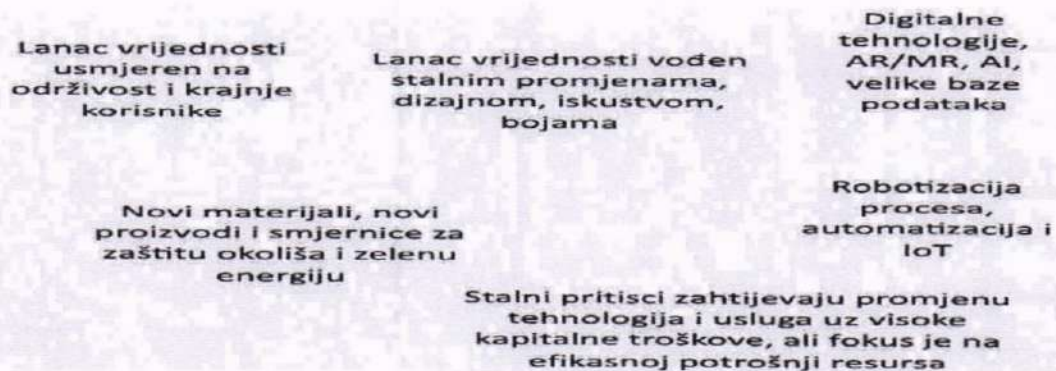 Lanac vrijednosti
usmjeren na
održivost i krajnje
korisnike
Lanac vrijednosti vođen
stalnim promjenama,
dizajnom, iskustvom,
bojama
Digitalne
tehnologije,
AR/MR, AI,
velike baze
podataka
Novi materijali, novi
proizvodi i smjernice za
zaštitu okoliša i zelenu
energiju
Robotizacija
procesa,
automatizacija i
IoT
Stalni pritisci zahtijevaju promjenu
tehnologija i usluga uz visoke
kapitalne troškove, ali fokus je na
efikasnoj potrošnji resursa